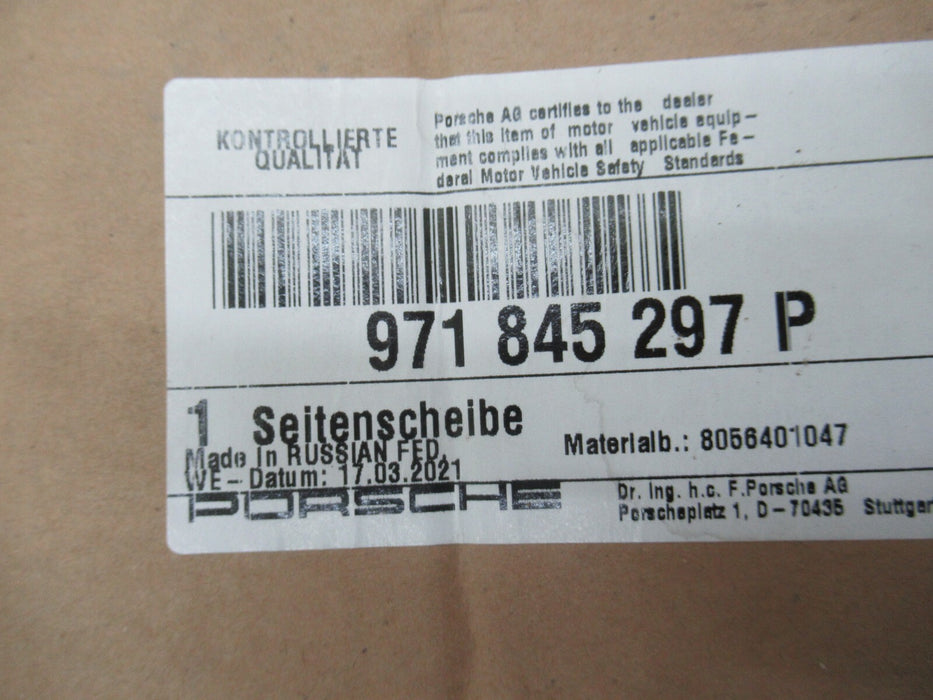 KONTROLLIERTE
QUALITÄT
Porsche AG certifies to the dealer
that this item of motor vehicle equip-
ment complies with all applicable Fe-
deral Motor Vehicle Safety Standards
971 845 297 P
1 Seitenscheibe
Materialb.: 8056401047
Made in RUSSIAN FED.
WE- Datum: 17.03.2021
PORSCHE
Dr. Ing. h.c. F.Porsche AG
Porscheplatz 1, D-70435 Stuttgar